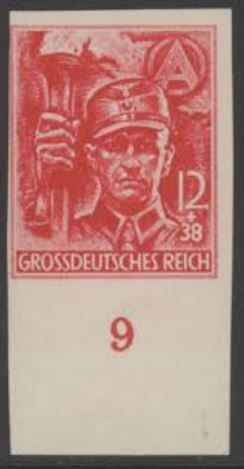 A
12
+
38
GROSSDEUTSCHES REICH
9